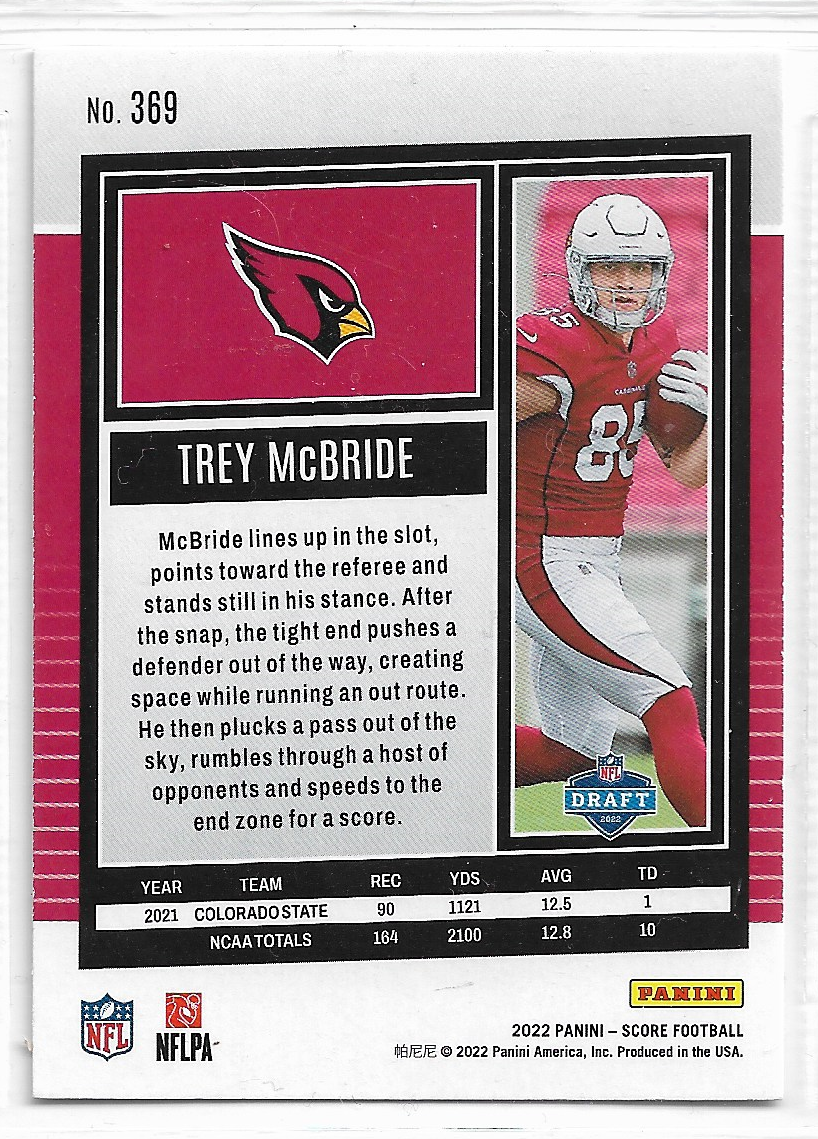 No. 369
85
CARDINALS
85
TREY McBRIDE
McBride lines up in the slot,
points toward the referee and
stands still in his stance. After
the snap, the tight end pushes a
defender out of the way, creating
space while running an out route.
He then plucks a pass out of the
sky, rumbles through a host of
opponents and speeds to the
end zone for a score.
NFL
DRAFT
2022
YEAR TEAM REC YDS AVG TD
2021 COLORADO STATE 90 1121 12.5 1
NCAA TOTALS 164 2100 12.8 10
NFL
NFLPA
PANINI
2022 PANINI – SCORE FOOTBALL
帕尼尼 © 2022 Panini America, Inc. Produced in the USA.